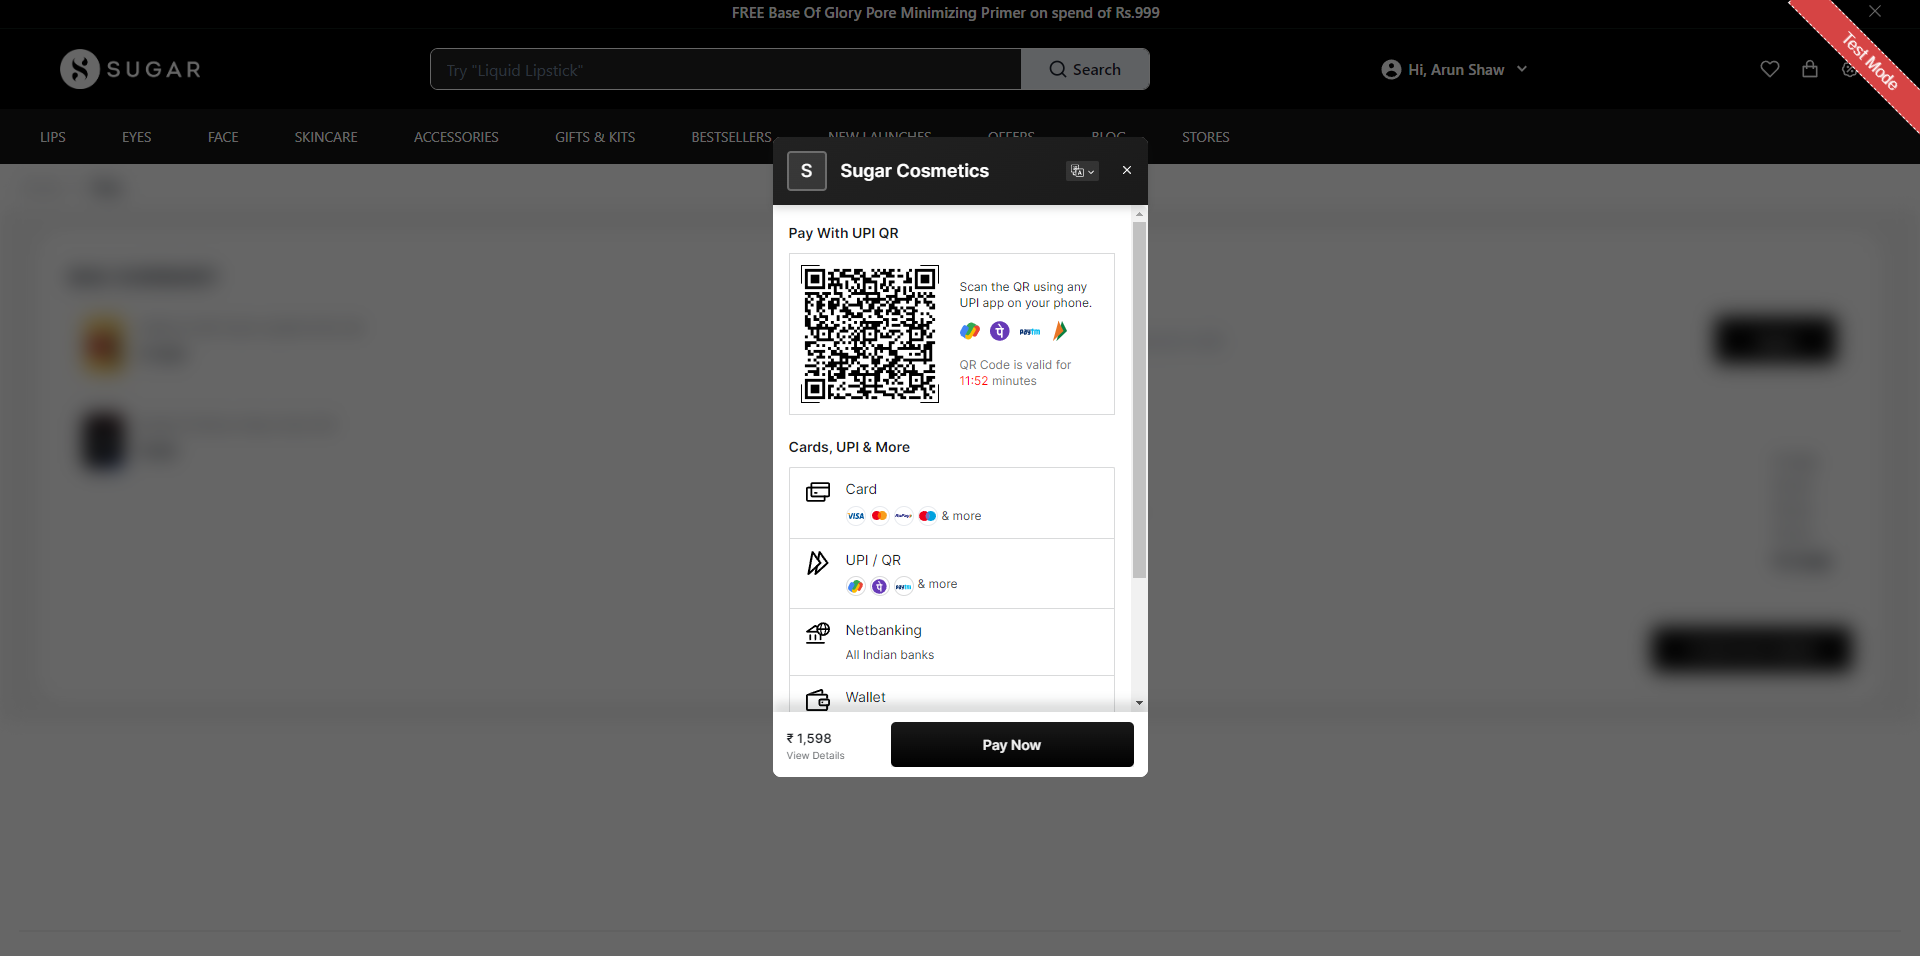 FREE Base Of Glory Pore Minimizing Primer on spend of Rs.999
SUGAR
Try "Liquid Lipstick"
Search
Hi, Arun Shaw
Test Mode
LIPS
EYES
FACE
SKINCARE
ACCESSORIES
GIFTS & KITS
BESTSELLERS
NEW LAUNCHES
OFFERS
BLOG
STORES
S
Sugar Cosmetics
Pay With UPI QR
Scan the QR using any
UPI app on your phone.
paytm
QR Code is valid for
11:52 minutes
Cards, UPI & More
Card
VISA
RuPay
& more
UPI / QR
paytm
& more
Netbanking
All Indian banks
Wallet
₹ 1,598
View Details
Pay Now